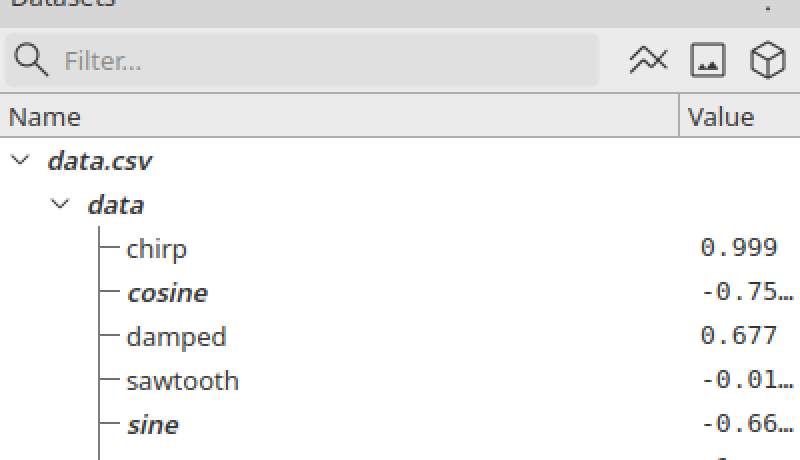 Datasets
Filter...
Name Value
data.csv
data
chirp 0.999
cosine -0.75…
damped 0.677
sawtooth -0.01…
sine -0.66…